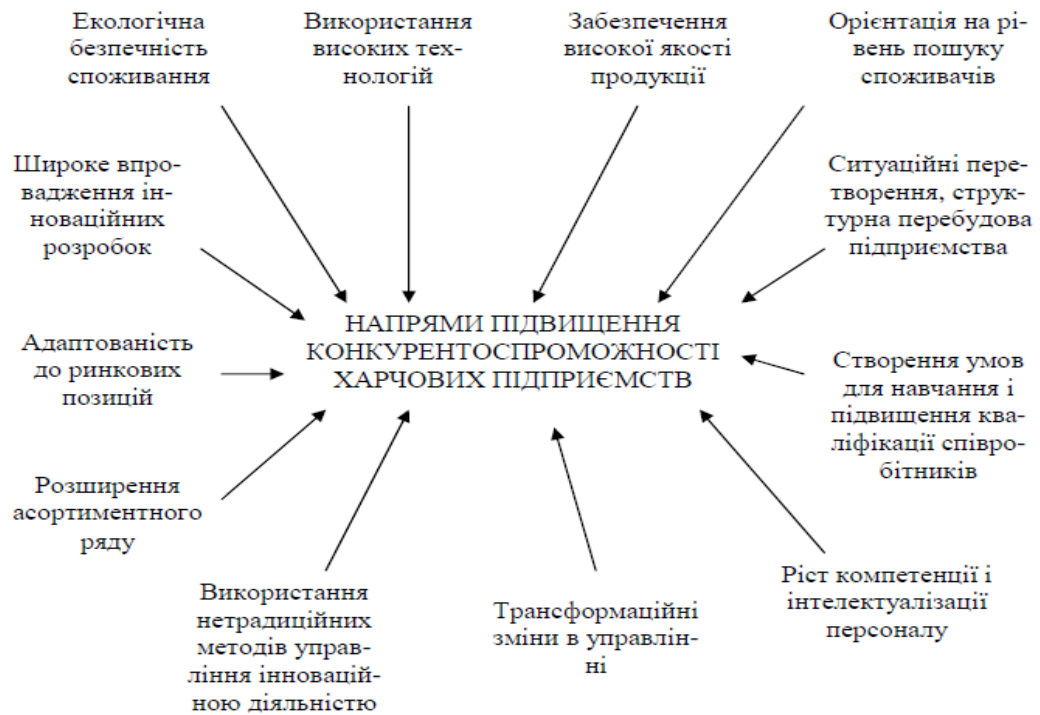 Екологічна
безпечність
споживання
Використання
високих тех-
нологій
Забезпечення
високої якості
продукції
Орієнтація на рі-
вень пошуку
споживачів
Широке впро-
вадження ін-
новаційних
розробок
Ситуаційні пере-
творення, струк-
турна перебудова
підприємства
НАПРЯМИ ПІДВИЩЕННЯ
КОНКУРЕНТОСПРОМОЖНОСТІ
ХАРЧОВИХ ПІДПРИЄМСТВ
Адаптованість
до ринкових
позицій
Створення умов
для навчання і
підвищення ква-
ліфікації співро-
бітників
Розширення
асортиментного
ряду
Використання
нетрадиційних
методів управ-
ління інновацій-
ною діяльністю
Трансформаційні
зміни в управлін-
ні
Ріст компетенції і
інтелектуалізації
персоналу